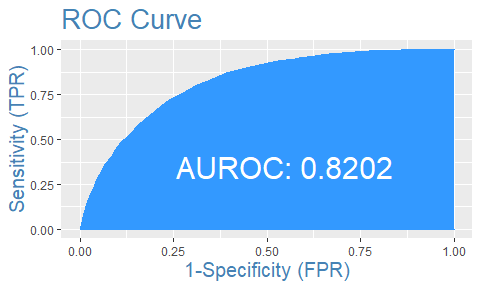 ROC Curve
Sensitivity (TPR)
1.00
0.75
0.50
0.25
0.00
AUROC: 0.8202
0.00 0.25 0.50 0.75 1.00
1-Specificity (FPR)